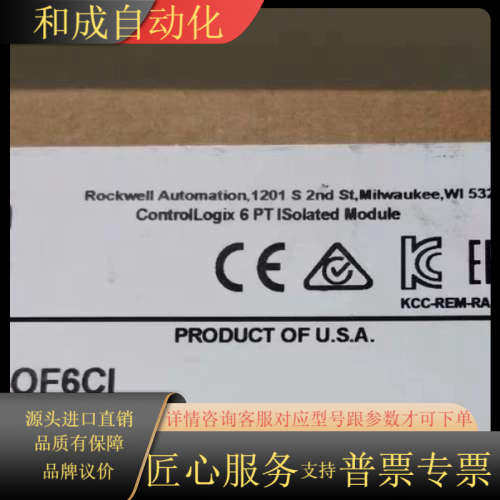 和成自动化
Rockwell Automation,1201 S 2nd St,Milwaukee,WI 532
ControlLogix 6 PT ISolated Module
CE
KCC-REM-RA
PRODUCT OF U.S.A.
OF6CI
源头进口直销
品质有保障
品牌议价
详情咨询客服对应型号跟参数才可下单
匠心服务支持普票专票